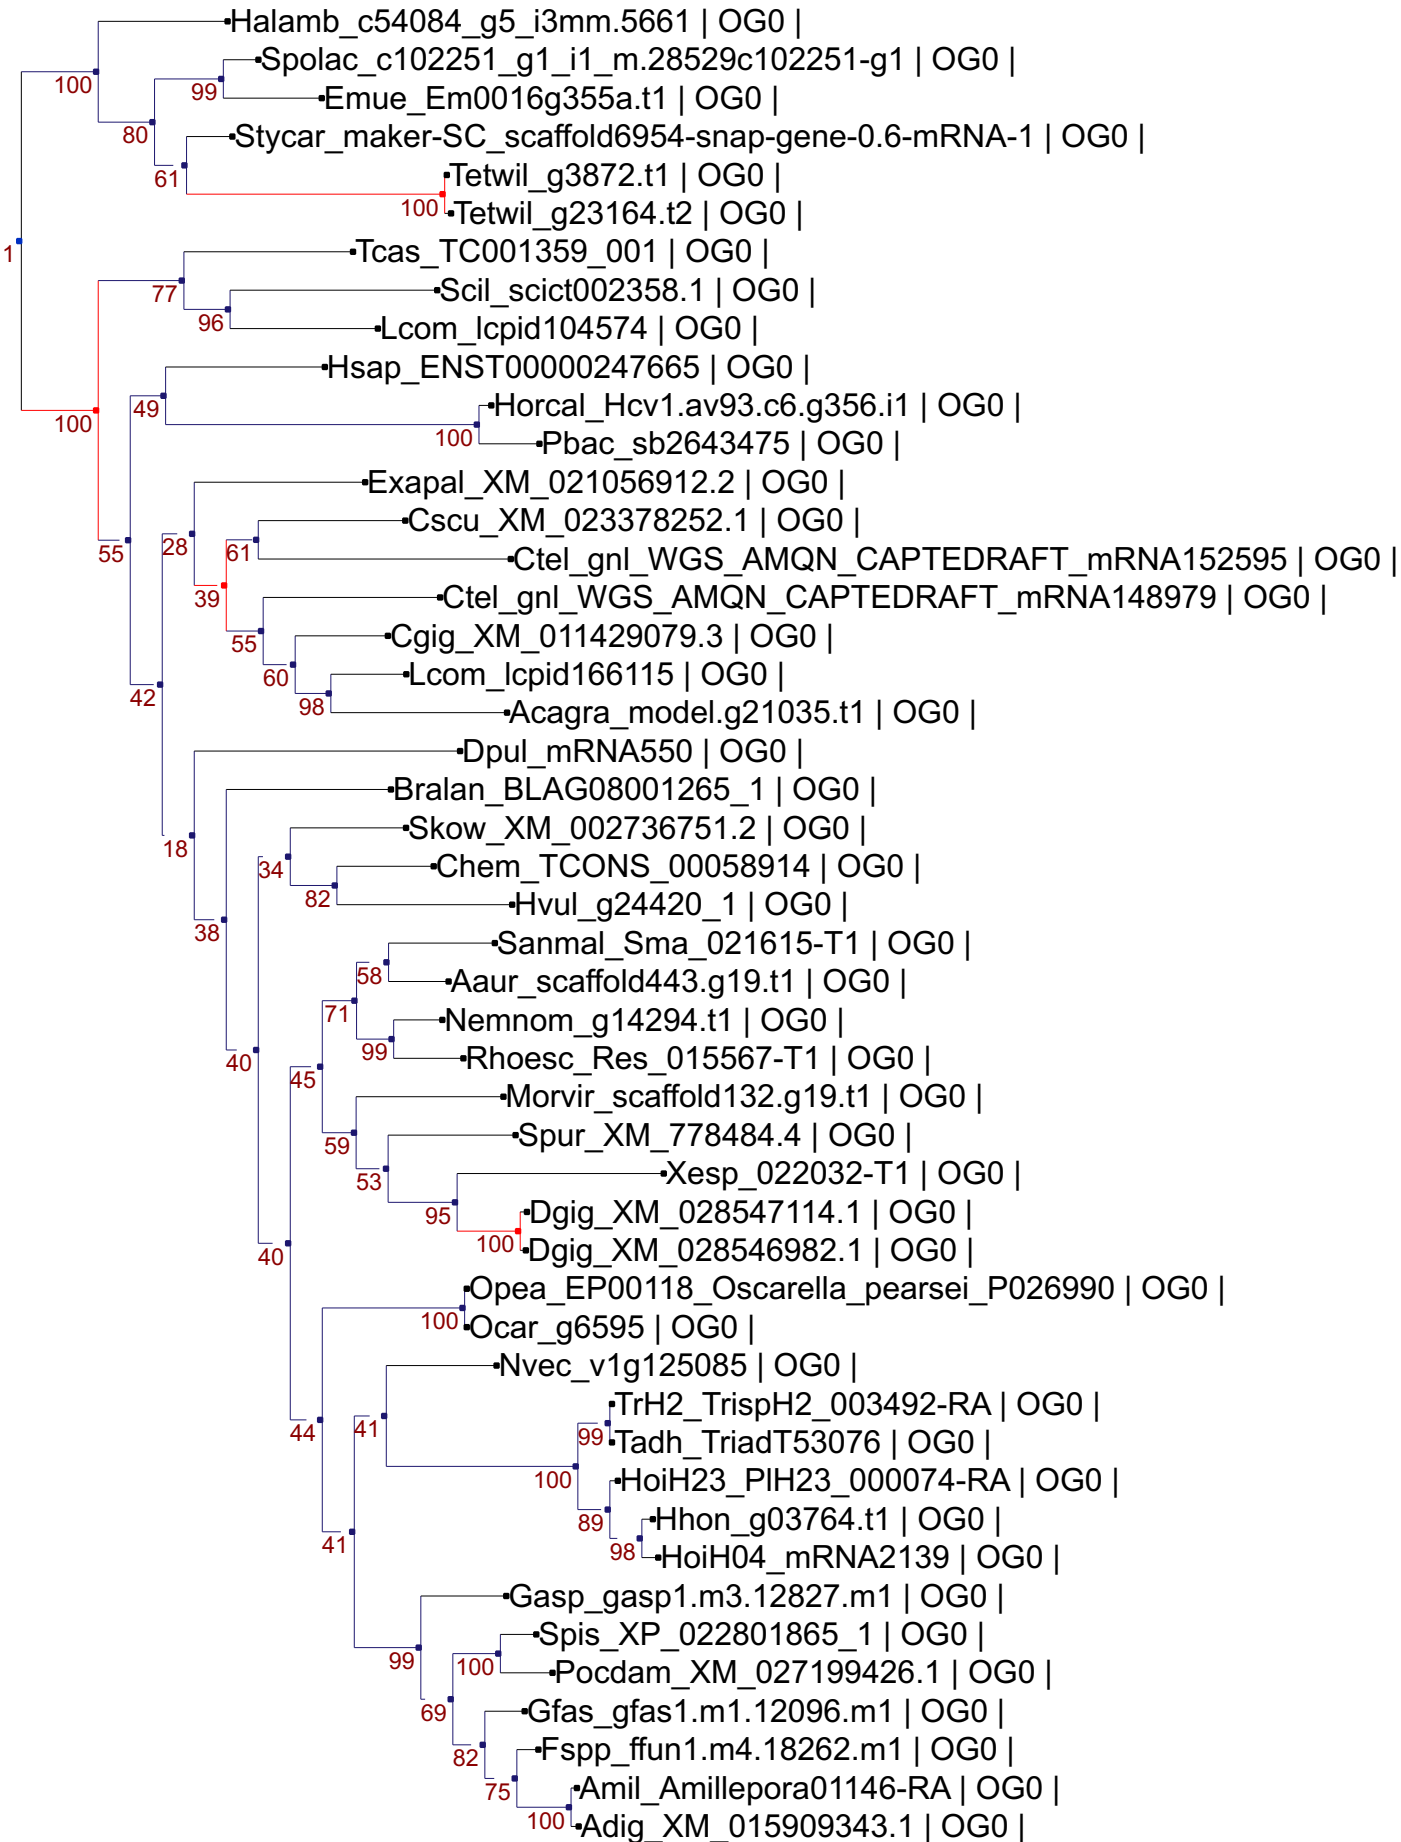 Halamb_c54084_g5_i3mm.5661 | OG0 |
Spolac_c102251_g1_i1_m.28529c102251-g1 | OG0 |
100
99
Emue_Em0016g355a.t1 | OG0 |
80
Stycar_maker-SC_scaffold6954-snap-gene-0.6-mRNA-1 | OG0 |
61
Tetwil_g3872.t1 | OG0 |
100
Tetwil_g23164.t2 | OG0 |
1
Tcas_TC001359_001 | OG0 |
77
Scil_scict002358.1 | OG0 |
96
Lcom_lcpid104574 | OG0 |
Hsap_ENST00000247665 | OG0 |
49
Horcal_Hcv1.av93.c6.g356.i1 | OG0 |
100
100
Pbac_sb2643475 | OG0 |
Exapal_XM_021056912.2 | OG0 |
Cscu_XM_023378252.1 | OG0 |
55
28
61
Ctel_gnl_WGS_AMQN_CAPTEDRAFT_mRNA152595 | OG0 |
39
Ctel_gnl_WGS_AMQN_CAPTEDRAFT_mRNA148979 | OG0 |
55
Cgig_XM_011429079.3 | OG0 |
60
Lcom_lcpid166115 | OG0 |
42
98
Acagra_model.g21035.t1 | OG0 |
Dpul_mRNA550 | OG0 |
Bralan_BLAG08001265_1 | OG0 |
Skow_XM_002736751.2 | OG0 |
18
34
Chem_TCONS_00058914 | OG0 |
82
Hvul_g24420_1 | OG0 |
38
Sanmal_Sma_021615-T1 | OG0 |
58
Aaur_scaffold443.g19.t1 | OG0 |
71
Nemnom_g14294.t1 | OG0 |
99
Rhoesc_Res_015567-T1 | OG0 |
40
45
Morvir_scaffold132.g19.t1 | OG0 |
59
Spur_XM_778484.4 | OG0 |
53
Xesp_022032-T1 | OG0 |
95
Dgig_XM_028547114.1 | OG0 |
100
Dgig_XM_028546982.1 | OG0 |
40
Opea_EP00118_Oscarella_pearsei_P026990 | OG0 |
100
Ocar_g6595 | OG0 |
Nvec_v1g125085 | OG0 |
TrH2_TrispH2_003492-RA | OG0 |
44
41
99
Tadh_TriadT53076 | OG0 |
100
HoiH23_PlH23_000074-RA | OG0 |
89
Hhon_g03764.t1 | OG0 |
41
98
HoiH04_mRNA2139 | OG0 |
Gasp_gasp1.m3.12827.m1 | OG0 |
Spis_XP_022801865_1 | OG0 |
99
100
Pocdam_XM_027199426.1 | OG0 |
69
Gfas_gfas1.m1.12096.m1 | OG0 |
82
Fspp_ffun1.m4.18262.m1 | OG0 |
75
Amil_Amillepora01146-RA | OG0 |
100
Adig_XM_015909343.1 | OG0 |